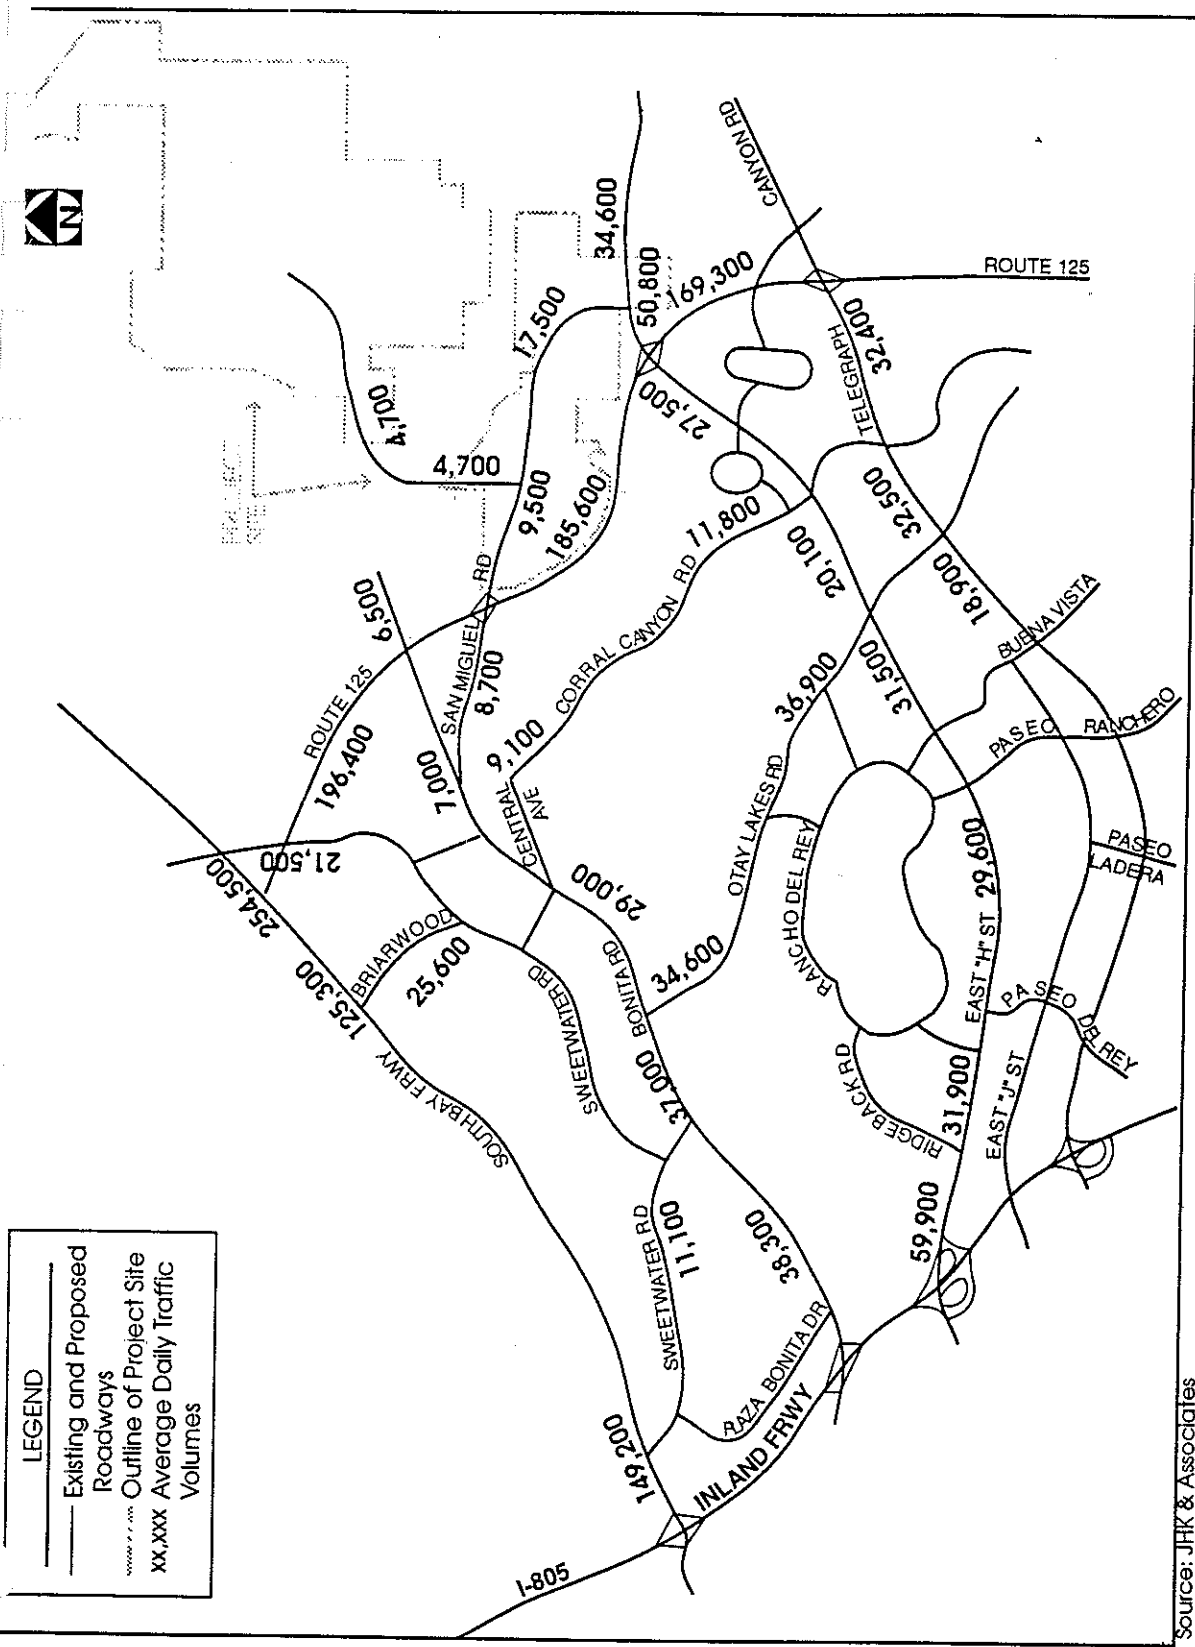 LEGEND
Existing and Proposed
Roadways
Outline of Project Site
xx,xxx Average Daily Traffic
Volumes
N
I-805
INLAND FRWY
149,200
PLAZA BONITA DR
SWEETWATER RD
11,100
38,300
SOUTH BAY FRWY
125,300
254,500
BRIARWOOD
25,600
21,500
SWEETWATER RD
37,000
BONITA RD
34,600
29,000
CENTRAL
AVE
9,100
7,000
ROUTE 125
196,400
6,500
SAN MIGUEL
RD
8,700
9,500
185,600
4,700
4,700
17,500
34,600
50,800
169,300
27,500
CORRAL CANYON RD
11,800
20,100
OTAY LAKES RD
36,900
31,500
RANCHO DEL REY
RIDGEBACK RD
EAST "H" ST
29,600
31,900
59,900
EAST "J" ST
PASEO
DEL REY
PASEO
LADERA
PASEO RANCHERO
BUENA VISTA
18,900
32,500
TELEGRAPH
32,400
CANYON RD
ROUTE 125
Source: JHK & Associates